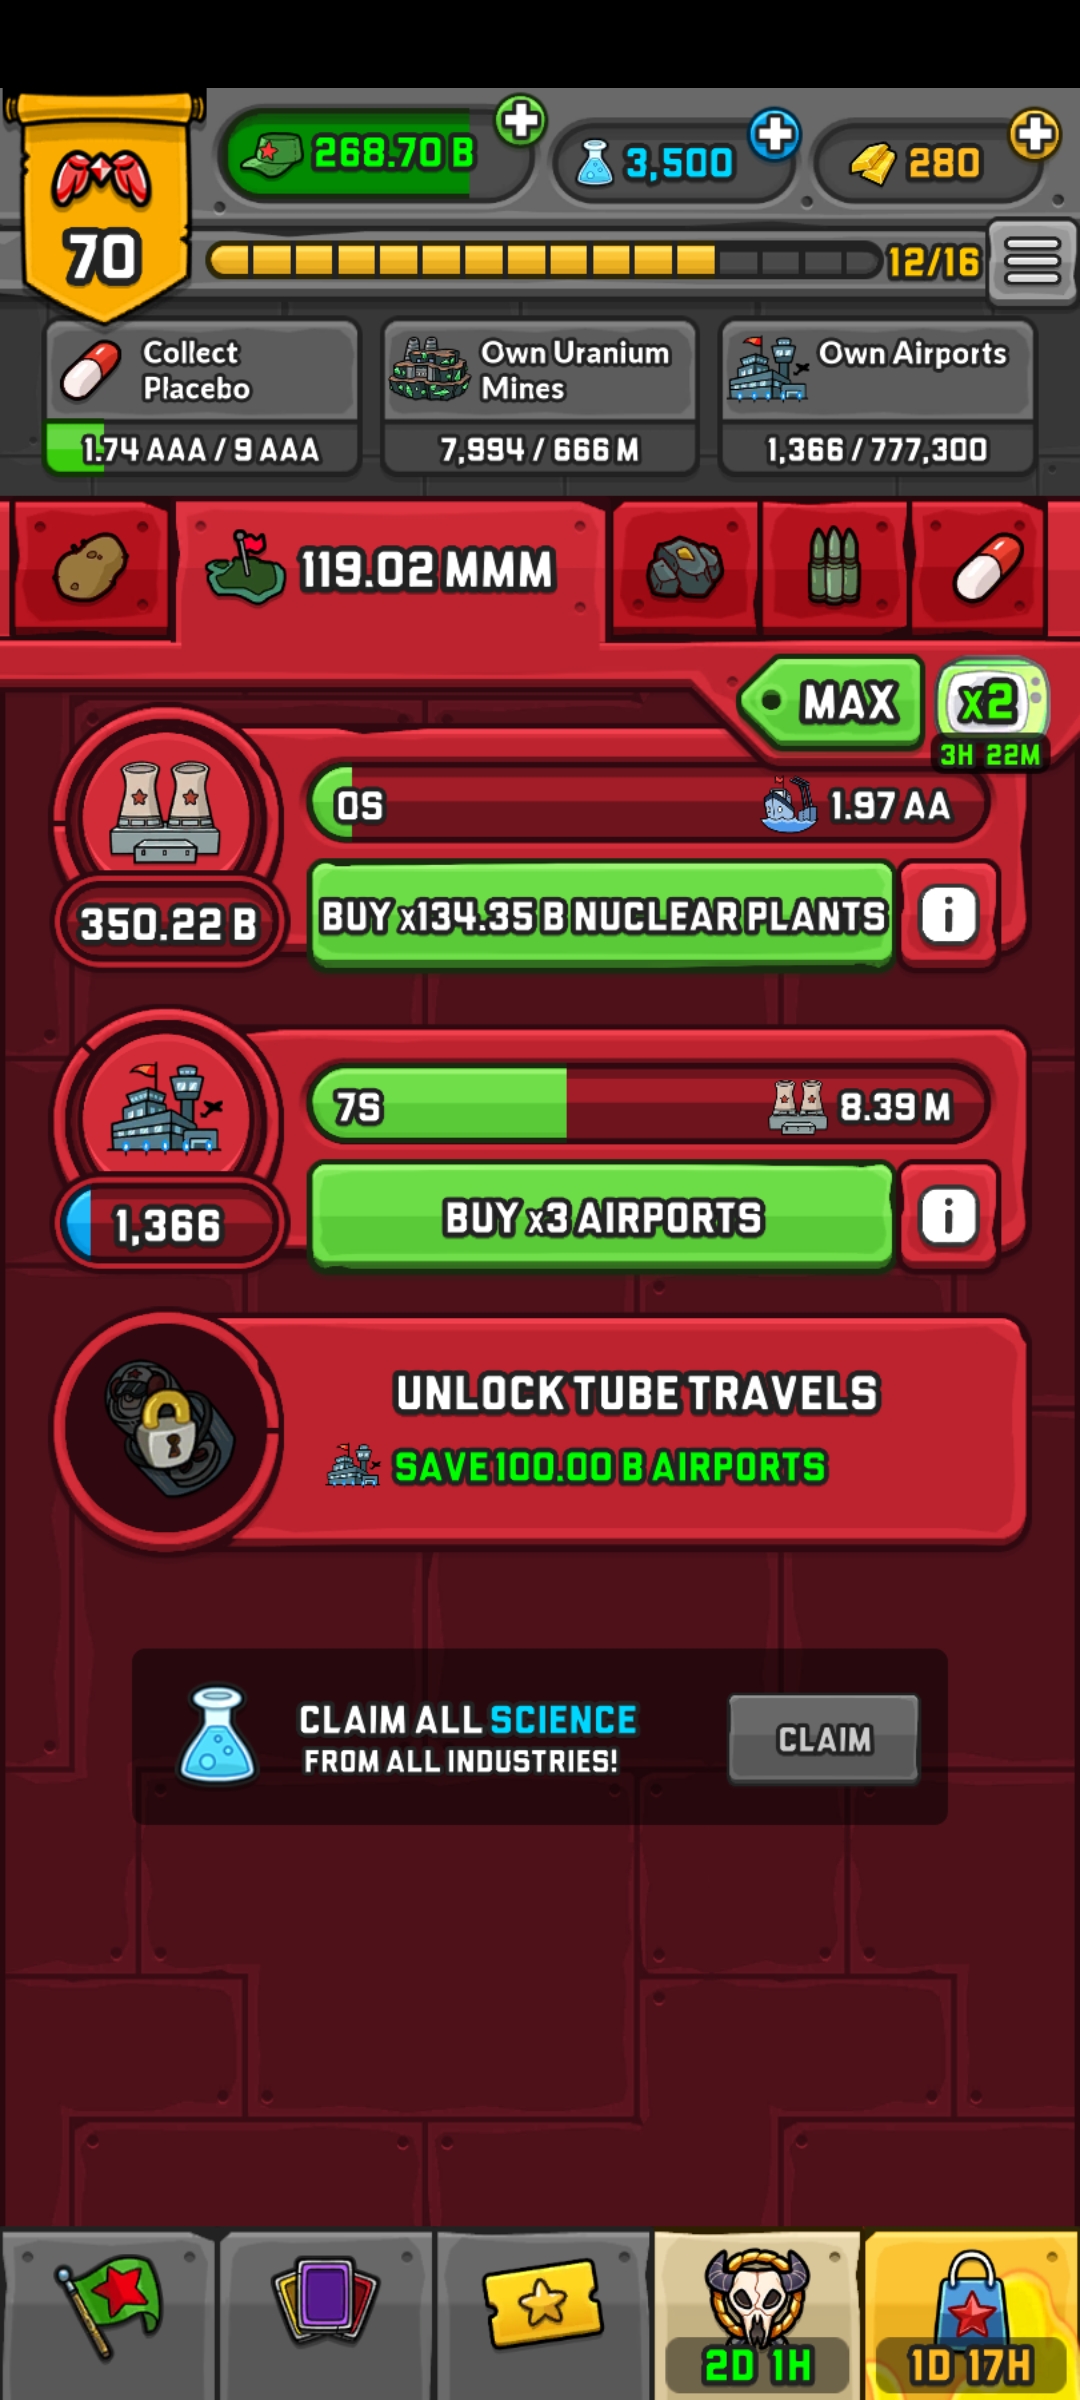 268.70 B
3,500
280
70
12/16
Collect
Placebo
1.74 AAA / 9 AAA
Own Uranium
Mines
7,994 / 666 M
Own Airports
1,366 / 777,300
119.02 MMM
MAX
x2
3H 22M
0S
1.97 AA
350.22 B
BUY x134.35 B NUCLEAR PLANTS
i
7S
8.39 M
1,366
BUY x3 AIRPORTS
i
UNLOCK TUBE TRAVELS
SAVE 100.00 B AIRPORTS
CLAIM ALL SCIENCE
FROM ALL INDUSTRIES!
CLAIM
2D 1H
1D 17H